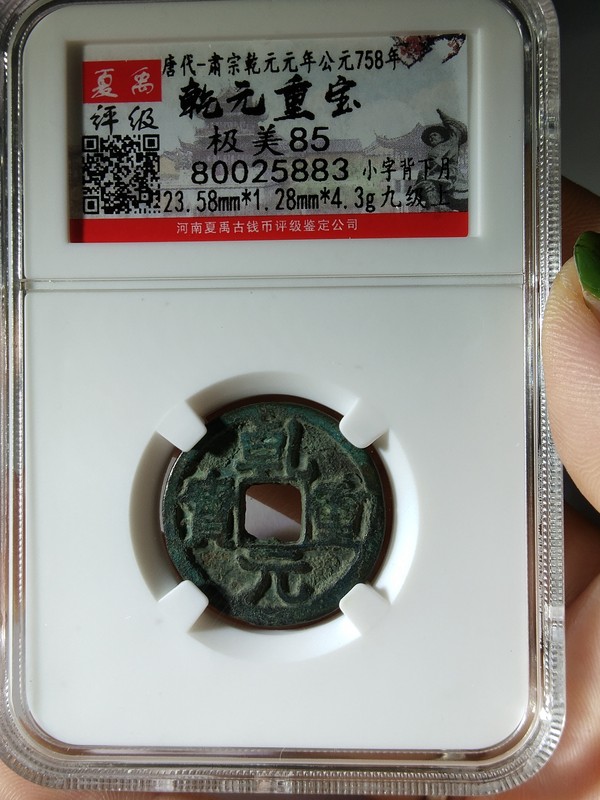 唐代-肃宗乾元元年公元758年
夏禹
评级
乾元重宝
极美85
80025883 小字背下月
23.58mm*1.28mm*4.3g九级上
河南夏禹古钱币评级鉴定公司
乾
寶 重
元